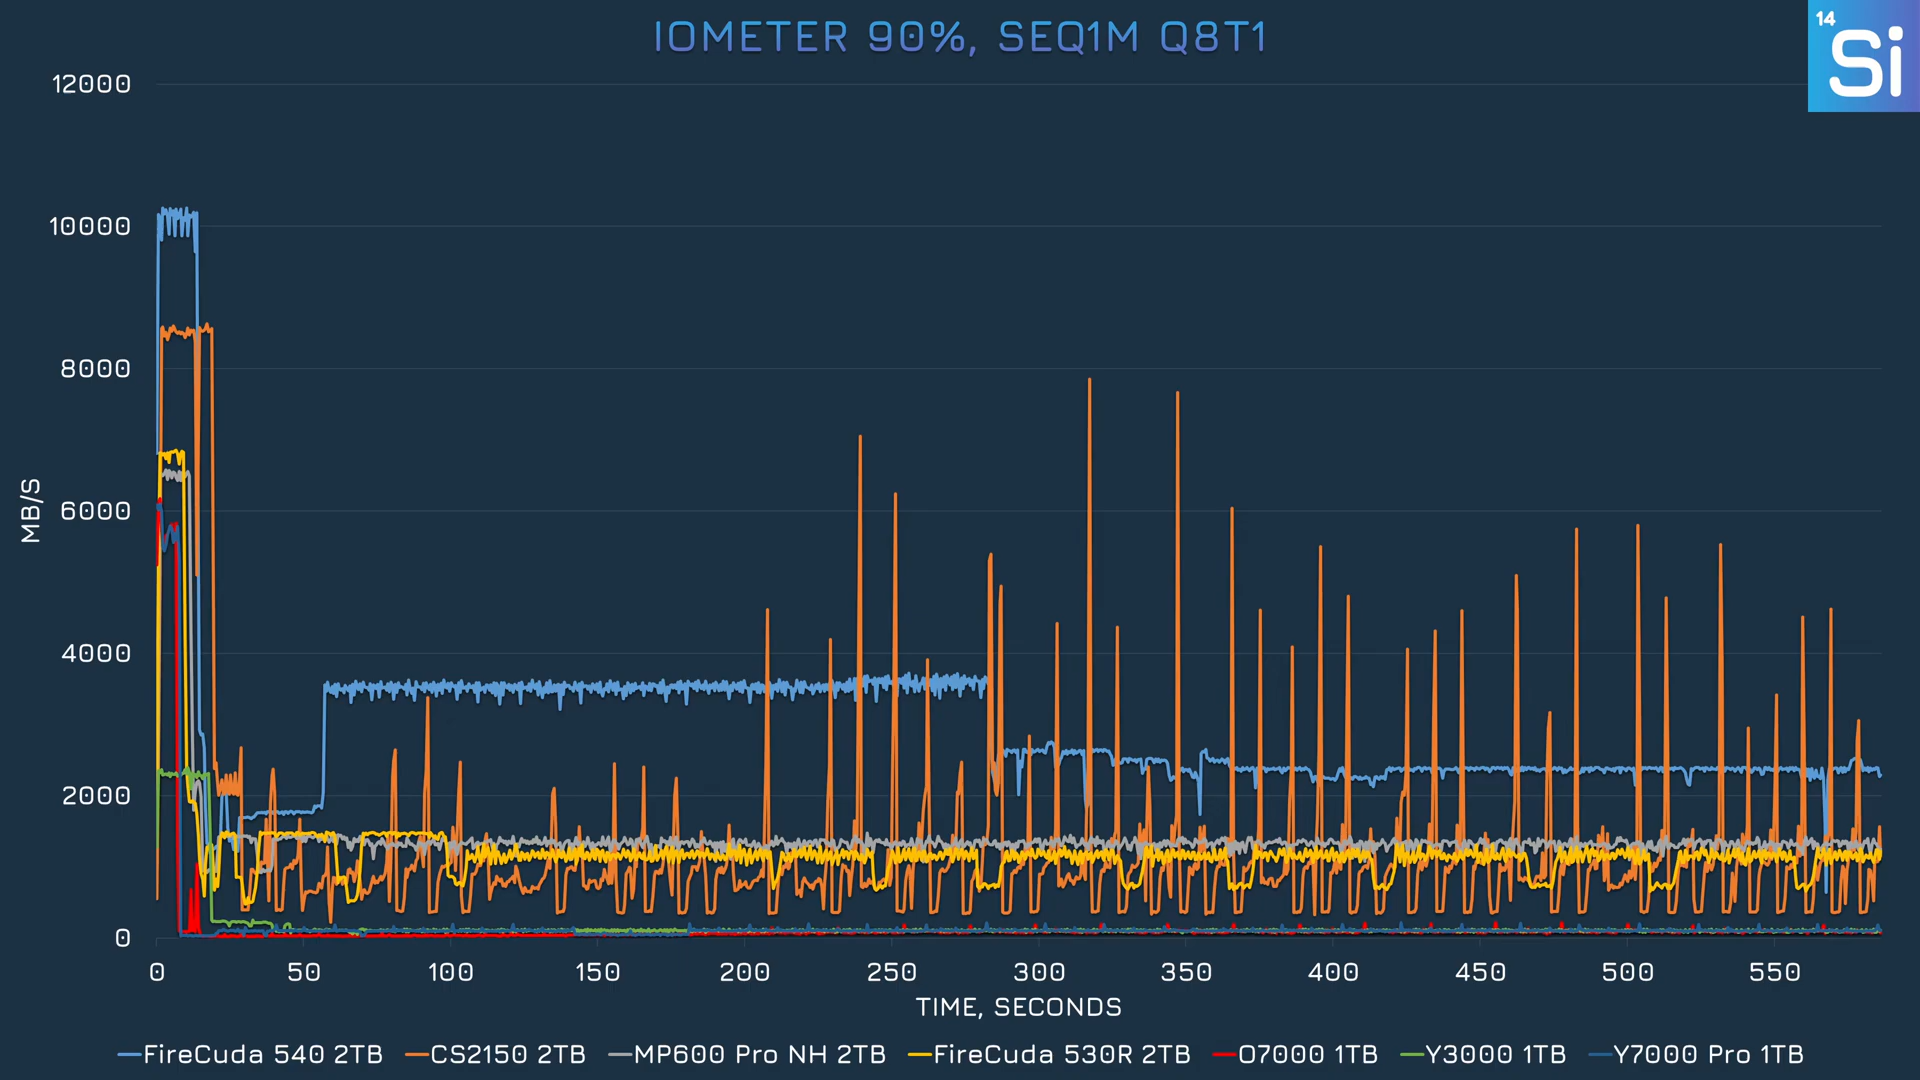 IOMETER 90%, SEQ1M Q8T1
14
Si
12000
10000
8000
6000
4000
2000
0
MB/S
0 50 100 150 200 250 300 350 400 450 500 550
TIME, SECONDS
FireCuda 540 2TB CS2150 2TB MP600 Pro NH 2TB FireCuda 530R 2TB O7000 1TB Y3000 1TB Y7000 Pro 1TB